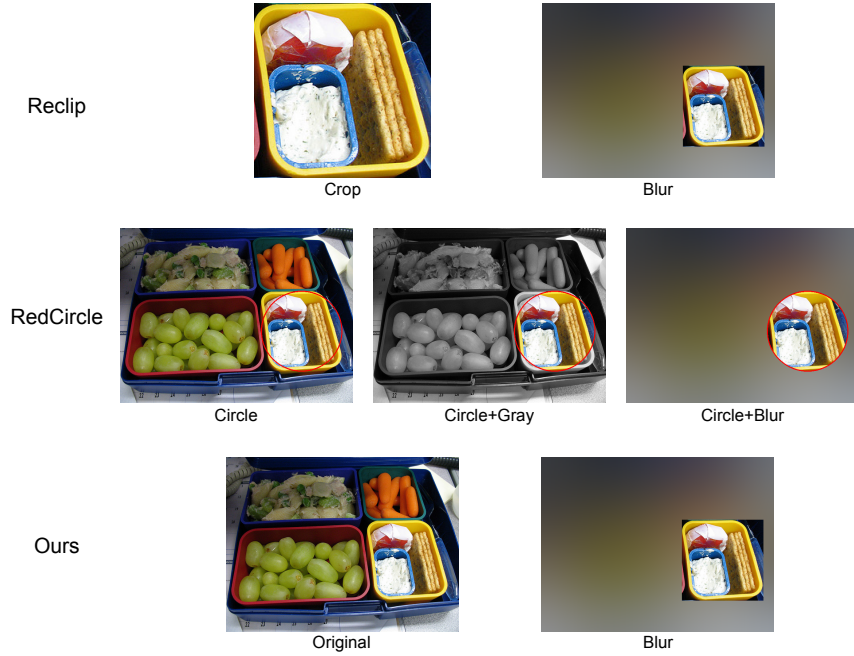 Reclip
Crop
Blur
RedCircle
Circle
Circle+Gray
Circle+Blur
Ours
Original
Blur